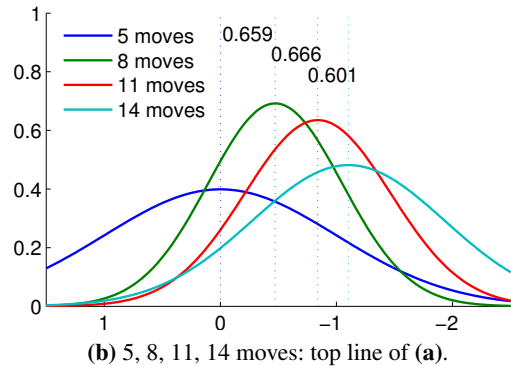 1
0.8
0.6
0.4
0.2
0
5 moves
8 moves
11 moves
14 moves
0.659
0.666
0.601
1 0 −1 −2
(b) 5, 8, 11, 14 moves: top line of (a).